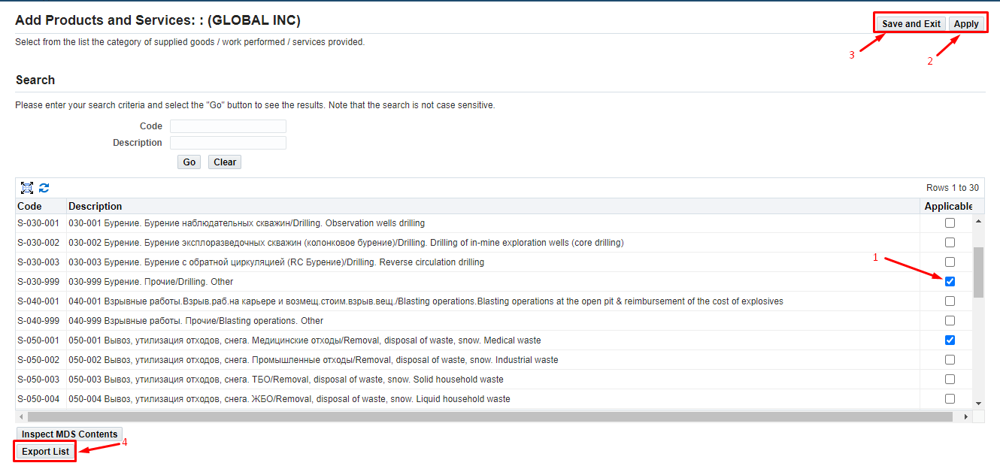 Add Products and Services: : (GLOBAL INC)
Save and Exit Apply
Select from the list the category of supplied goods / work performed / services provided.
3
2
Search
Please enter your search criteria and select the "Go" button to see the results. Note that the search is not case sensitive.
Code
Description
Go Clear
Rows 1 to 30
Code Description Applicable
S-030-001 030-001 Бурение. Бурение наблюдательных скважин/Drilling. Observation wells drilling
S-030-002 030-002 Бурение. Бурение эксплоразведочных скважин (колонковое бурение)/Drilling. Drilling of in-mine exploration wells (core drilling)
1
S-030-003 030-003 Бурение. Бурение с обратной циркуляцией (RC Бурение)/Drilling. Reverse circulation drilling
S-030-999 030-999 Бурение. Прочие/Drilling. Other
S-040-001 040-001 Взрывные работы.Взрыв.раб.на карьере и возмещ.стоим.взрыв.вещ./Blasting operations.Blasting operations at the open pit & reimbursement of the cost of explosives
S-040-999 040-999 Взрывные работы. Прочие/Blasting operations. Other
S-050-001 050-001 Вывоз, утилизация отходов, снега. Медицинские отходы/Removal, disposal of waste, snow. Medical waste
S-050-002 050-002 Вывоз, утилизация отходов, снега. Промышленные отходы/Removal, disposal of waste, snow. Industrial waste
S-050-003 050-003 Вывоз, утилизация отходов, снега. ТБО/Removal, disposal of waste, snow. Solid household waste
S-050-004 050-004 Вывоз, утилизация отходов, снега. ЖБО/Removal, disposal of waste, snow. Liquid household waste
Inspect MDS Contents
4
Export List